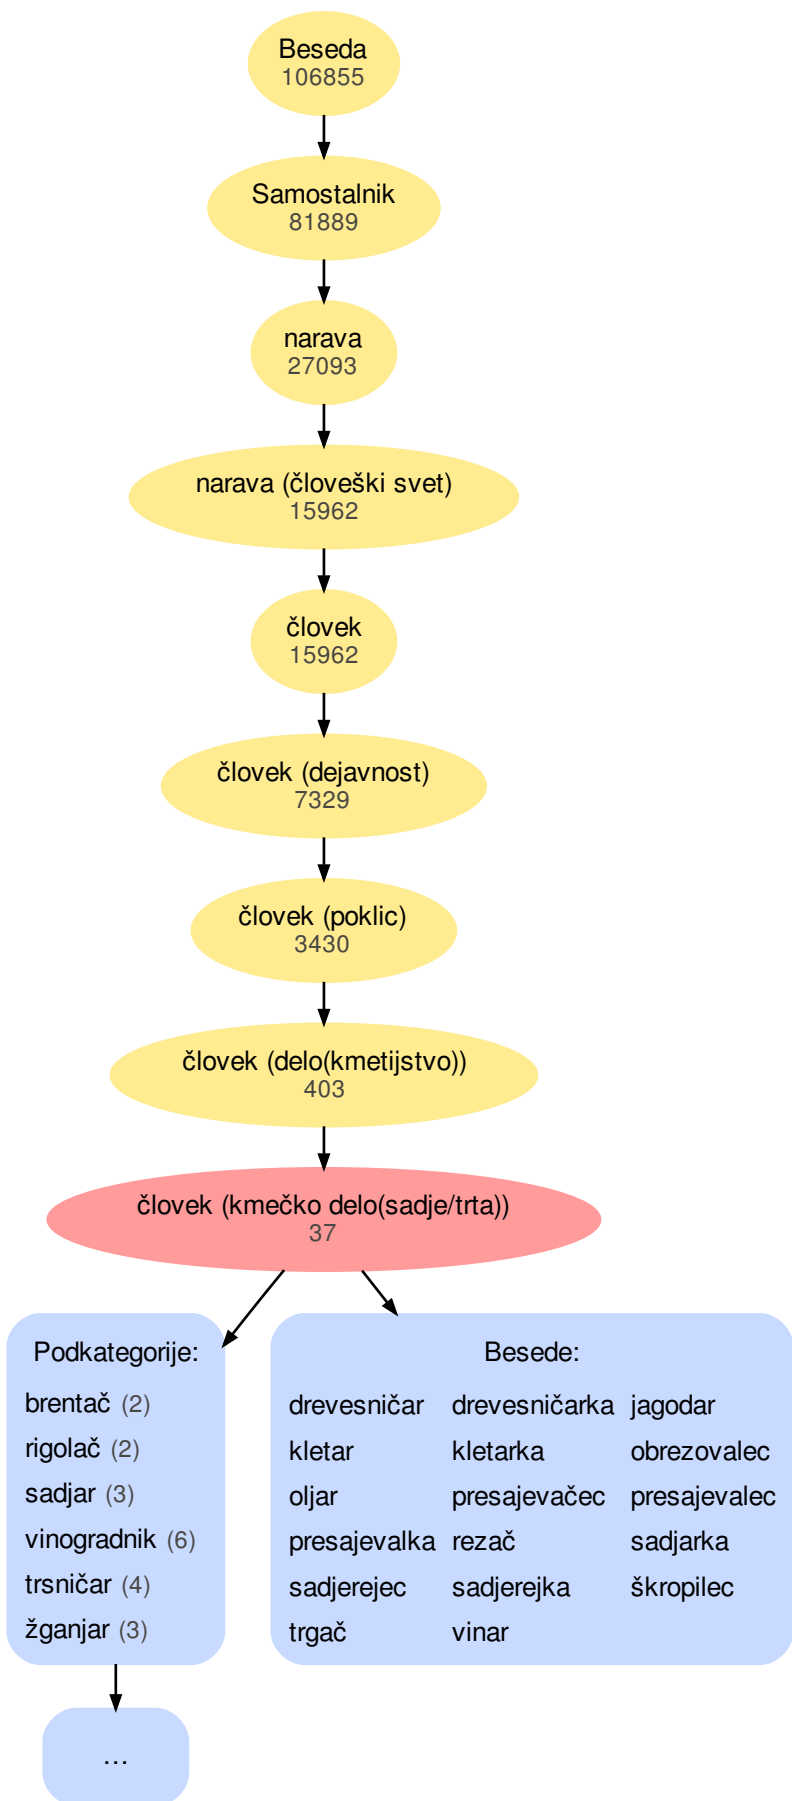 Beseda
106855
Samostalnik
81889
narava
27093
narava (človeški svet)
15962
človek
15962
človek (dejavnost)
7329
človek (poklic)
3430
človek (delo(kmetijstvo))
403
človek (kmečko delo(sadje/trta))
37
Podkategorije:
brentač (2)
rigolač (2)
sadjar (3)
vinogradnik (6)
trsničar (4)
žganjar (3)
Besede:
drevesničar drevesničarka jagodar
kletar kletarka obrezovalec
oljar presajevačec presajevalec
presajevalka rezač sadjarka
sadjerejec sadjerejka škropilec
trgač vinar
...